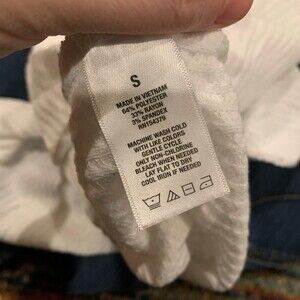 S
MADE IN VIETNAM
64% POLYESTER
33% RAYON
3% SPANDEX
RN154379
MACHINE WASH COLD
WITH LIKE COLORS
GENTLE CYCLE
ONLY NON-CHLORINE
BLEACH WHEN NEEDED
LAY FLAT TO DRY
COOL IRON IF NEEDED